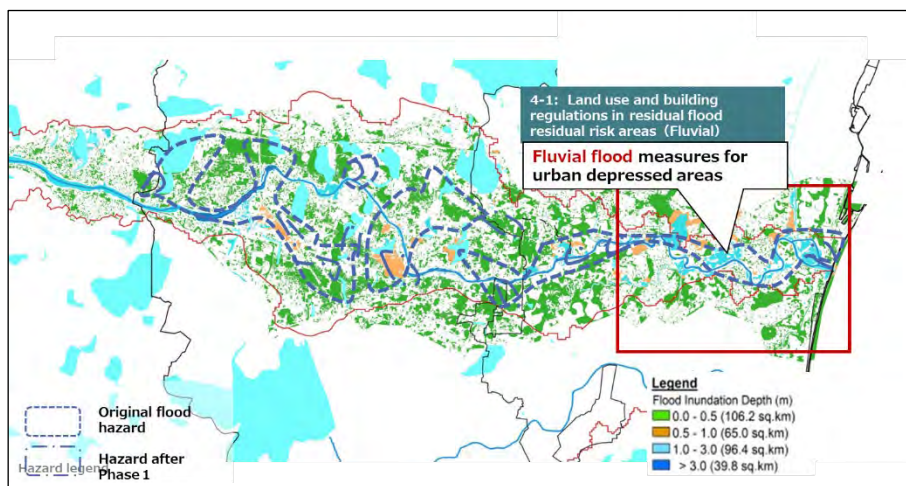 4-1: Land use and building
regulations in residual flood
residual risk areas（Fluvial）
Fluvial flood measures for
urban depressed areas
Original flood
hazard
Hazard after
Phase 1
Hazard legend
Legend
Flood Inundation Depth (m)
0.0 - 0.5 (106.2 sq.km)
0.5 - 1.0 (65.0 sq.km)
1.0 - 3.0 (96.4 sq.km)
> 3.0 (39.8 sq.km)